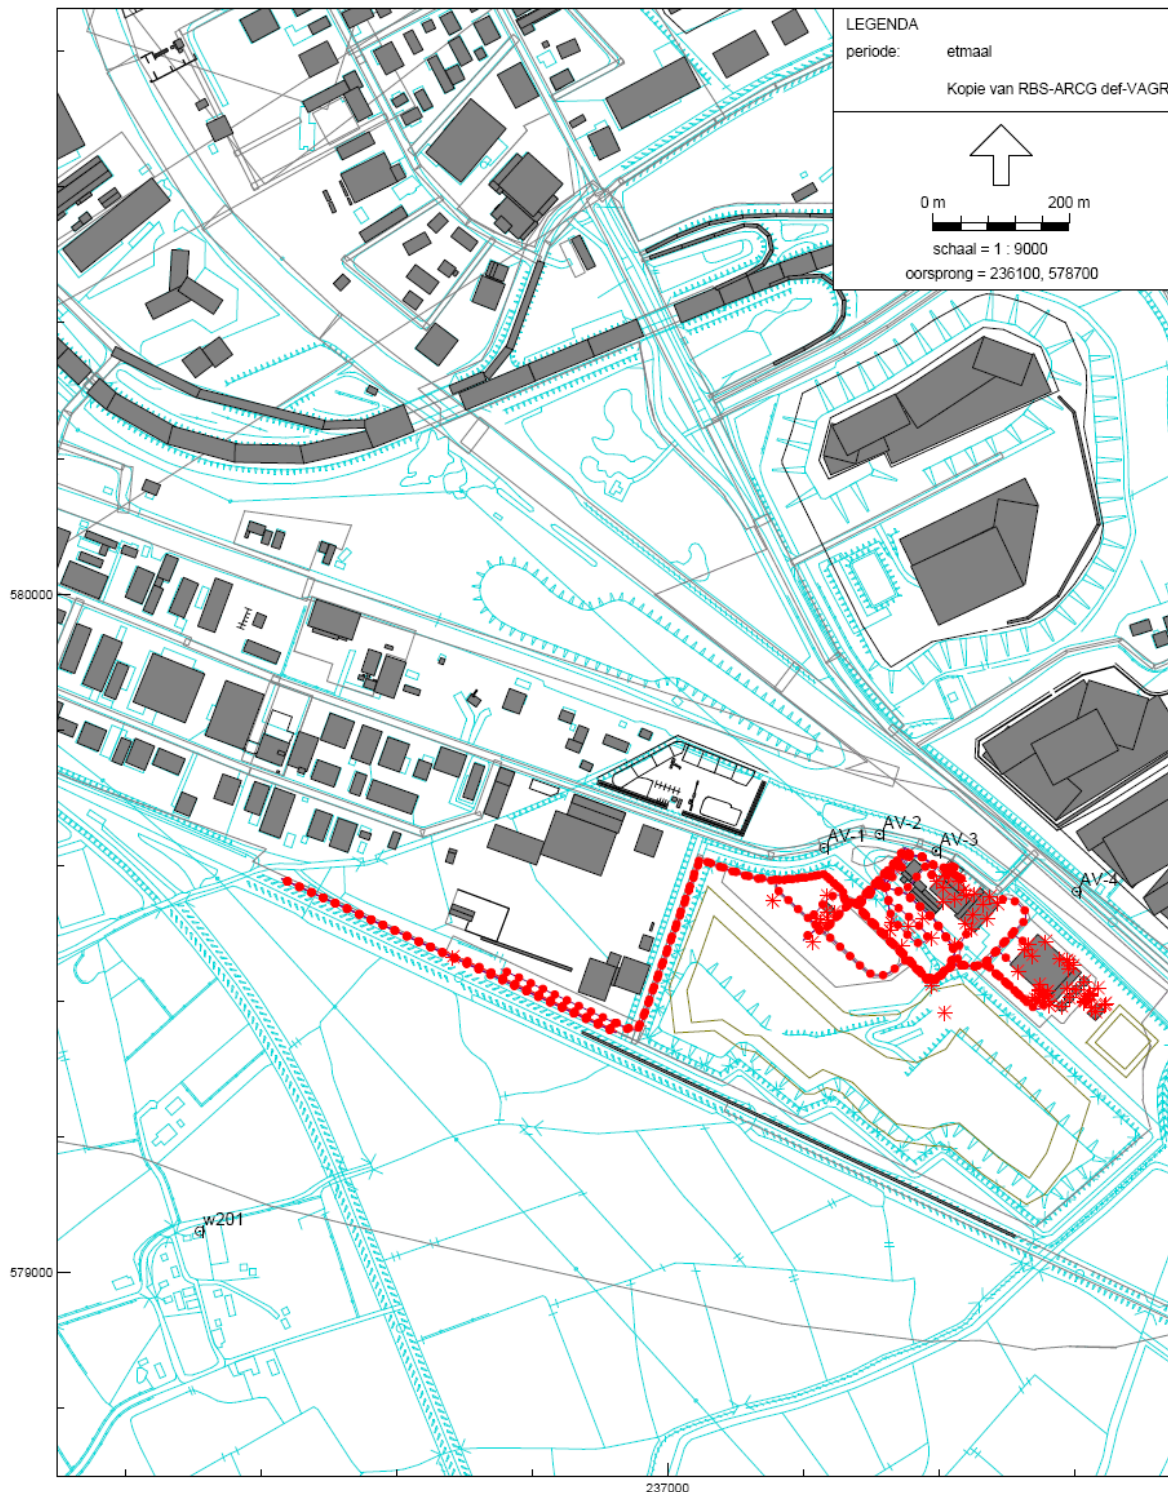 LEGENDA
periode: etmaal
Kopie van RBS-ARCG def-VAGR
0 m 200 m
schaal = 1 : 9000
oorsprong = 236100, 578700
580000
AV-1
AV-2
AV-3
AV-4
w201
579000
237000